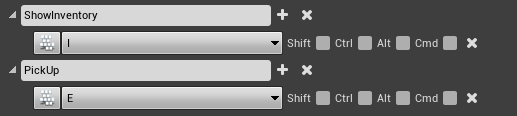 ShowInventory
I Shift Ctrl Alt Cmd
PickUp
E Shift Ctrl Alt Cmd